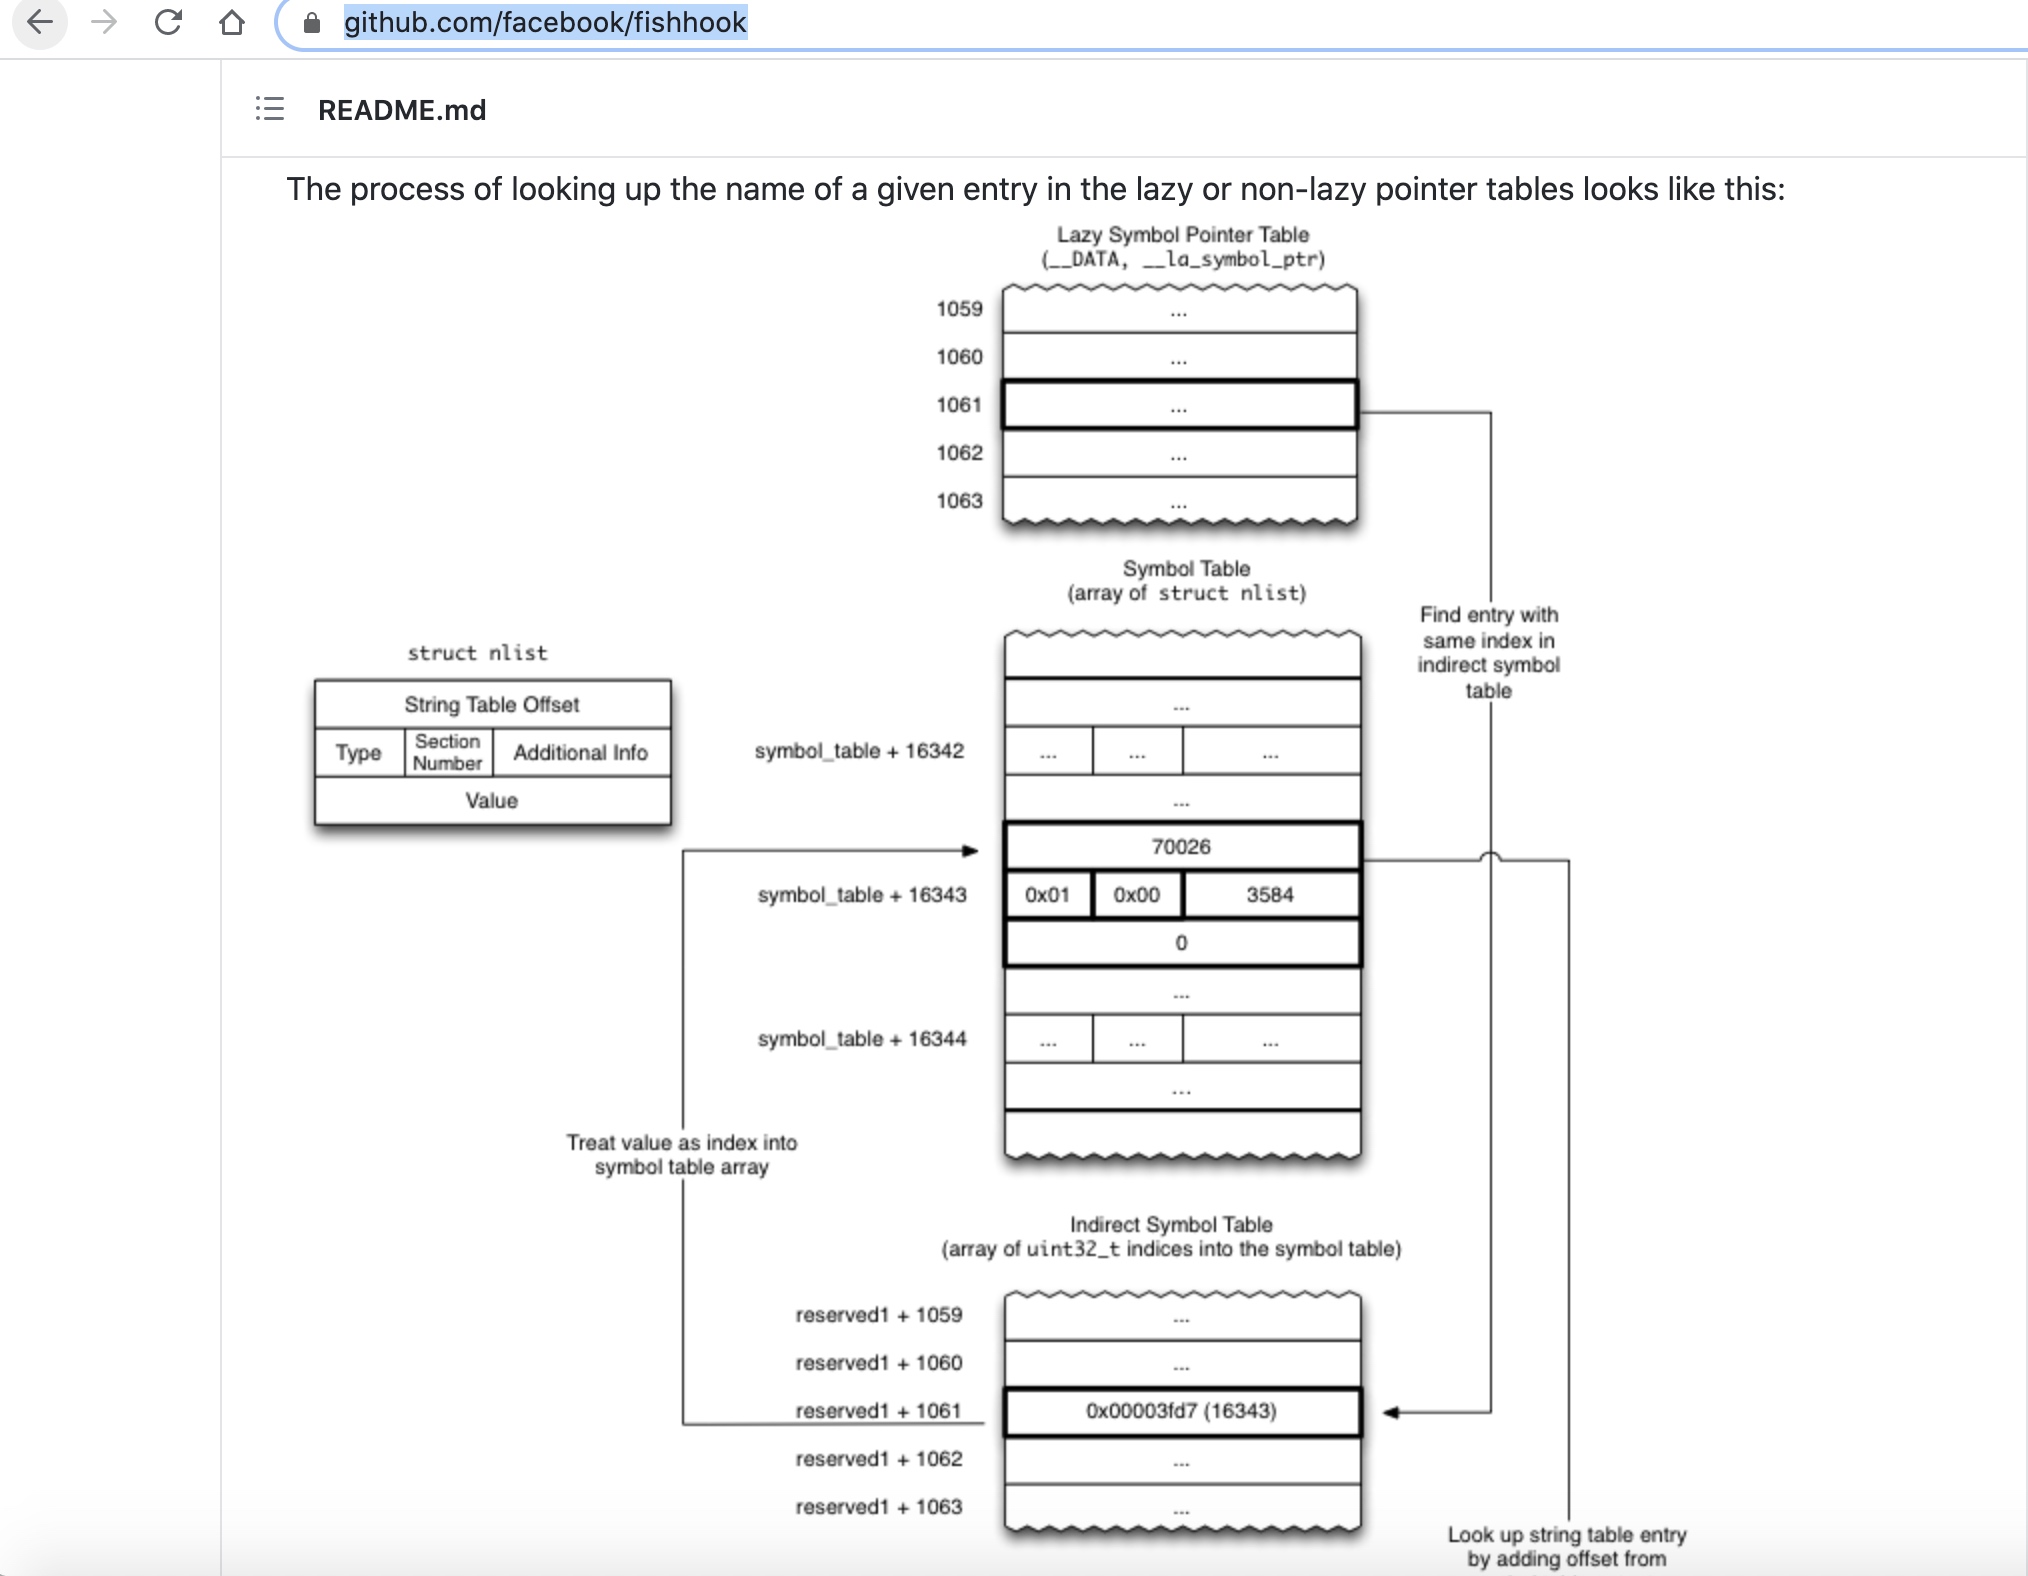 github.com/facebook/fishhook
README.md
The process of looking up the name of a given entry in the lazy or non-lazy pointer tables looks like this:
Lazy Symbol Pointer Table
(__DATA, __la_symbol_ptr)
1059
...
1060
...
1061
...
1062
...
1063
...
Symbol Table
(array of struct nlist)
Find entry with
same index in
indirect symbol
table
struct nlist
String Table Offset
Type
Section
Number
Additional Info
Value
...
symbol_table + 16342
... ... ...
...
70026
symbol_table + 16343
0x01 0x00 3584
0
...
symbol_table + 16344
... ... ...
...
Treat value as index into
symbol table array
Indirect Symbol Table
(array of uint32_t indices into the symbol table)
reserved1 + 1059
...
reserved1 + 1060
...
reserved1 + 1061
0x00003fd7 (16343)
reserved1 + 1062
...
reserved1 + 1063
...
Look up string table entry
by adding offset from